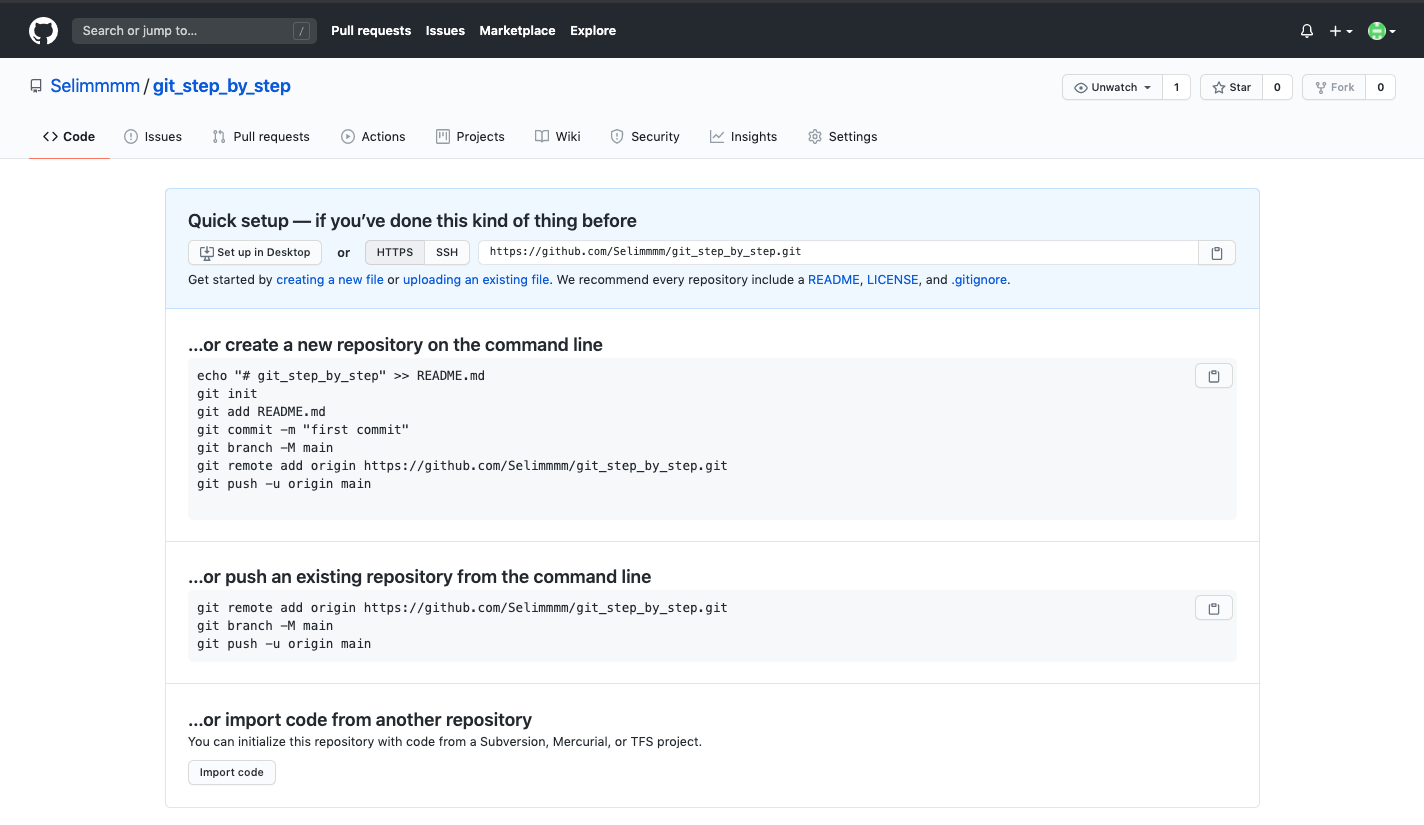 Search or jump to... / Pull requests Issues Marketplace Explore
Selimmmm / git_step_by_step Unwatch 1 Star 0 Fork 0
Code Issues Pull requests Actions Projects Wiki Security Insights Settings
Quick setup — if you’ve done this kind of thing before
Set up in Desktop or HTTPS SSH https://github.com/Selimmmm/git_step_by_step.git
Get started by creating a new file or uploading an existing file. We recommend every repository include a README, LICENSE, and .gitignore.
…or create a new repository on the command line
echo "# git_step_by_step" >> README.md
git init
git add README.md
git commit -m "first commit"
git branch -M main
git remote add origin https://github.com/Selimmmm/git_step_by_step.git
git push -u origin main
…or push an existing repository from the command line
git remote add origin https://github.com/Selimmmm/git_step_by_step.git
git branch -M main
git push -u origin main
…or import code from another repository
You can initialize this repository with code from a Subversion, Mercurial, or TFS project.
Import code